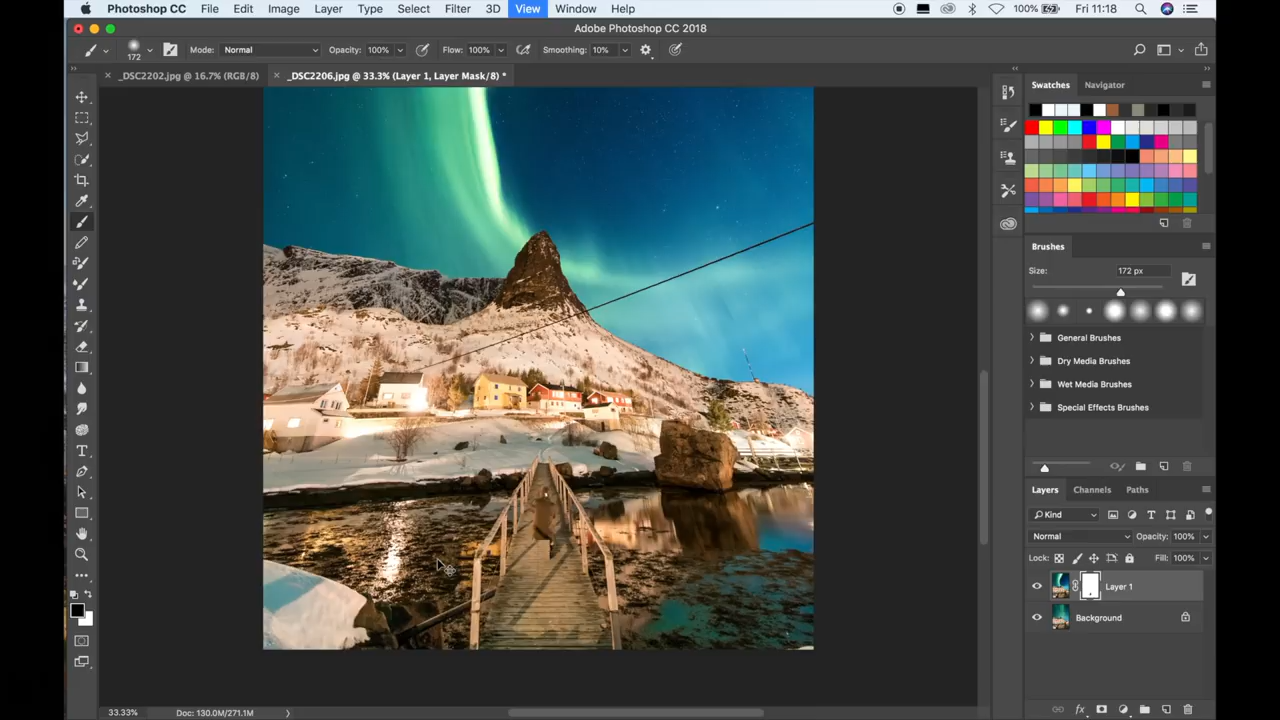 Photoshop CC File Edit Image Layer Type Select Filter 3D View Window Help 100% Fri 11:18
Adobe Photoshop CC 2018
172 Mode: Normal Opacity: 100% Flow: 100% Smoothing: 10%
_DSC2202.jpg @ 16.7% (RGB/8) _DSC2206.jpg @ 33.3% (Layer 1, Layer Mask/8) *
Swatches Navigator
Brushes
Size: 172 px
General Brushes
Dry Media Brushes
Wet Media Brushes
Special Effects Brushes
Layers Channels Paths
Kind
Normal Opacity: 100%
Lock: Fill: 100%
Layer 1
Background
33.33% Doc: 130.0M/271.1M